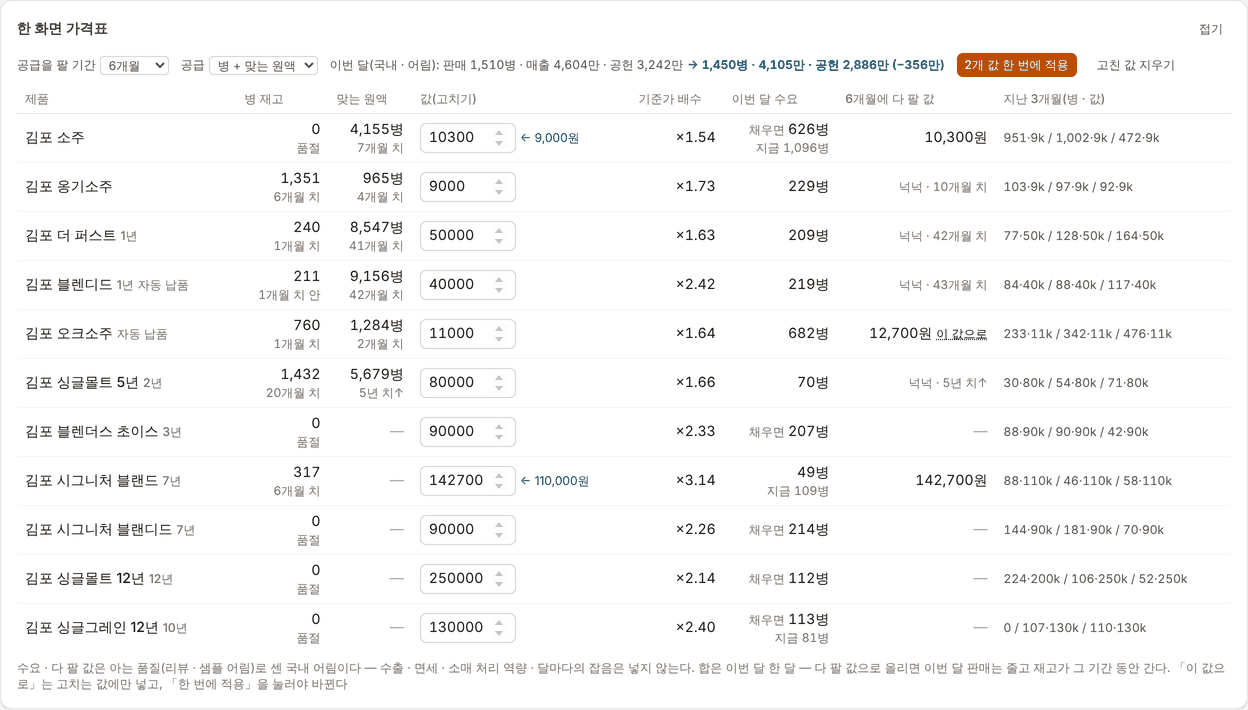 한 화면 가격표
접기
공급을 팔 기간 6개월 공급 병 + 맞는 원액 이번 달(국내 · 어림): 판매 1,510병 · 매출 4,604만 · 공헌 3,242만 → 1,450병 · 4,105만 · 공헌 2,886만 (−356만) 2개 값 한 번에 적용 고친 값 지우기
제품 병 재고 맞는 원액 값(고치기) 기준가 배수 이번 달 수요 6개월에 다 팔 값 지난 3개월(병 · 값)
김포 소주 0 4,155병 10300 ← 9,000원 ×1.54 채우면 626병 10,300원 951·9k / 1,002·9k / 472·9k
품절 7개월 치 지금 1,096병
김포 옹기소주 1,351 965병 9000 ×1.73 229병 넉넉 · 10개월 치 103·9k / 97·9k / 92·9k
6개월 치 4개월 치
김포 더 퍼스트 1년 240 8,547병 50000 ×1.63 209병 넉넉 · 42개월 치 77·50k / 128·50k / 164·50k
1개월 치 41개월 치
김포 블렌디드 1년 자동 납품 211 9,156병 40000 ×2.42 219병 넉넉 · 43개월 치 84·40k / 88·40k / 117·40k
1개월 치 안 42개월 치
김포 오크소주 자동 납품 760 1,284병 11000 ×1.64 682병 12,700원 이 값으로 233·11k / 342·11k / 476·11k
1개월 치 2개월 치
김포 싱글몰트 5년 2년 1,432 5,679병 80000 ×1.66 70병 넉넉 · 5년 치↑ 30·80k / 54·80k / 71·80k
20개월 치 5년 치↑
김포 블렌더스 초이스 3년 0 — 90000 ×2.33 채우면 207병 — 88·90k / 90·90k / 42·90k
품절
김포 시그니처 블랜드 7년 317 — 142700 ← 110,000원 ×3.14 49병 142,700원 88·110k / 46·110k / 58·110k
6개월 치 지금 109병
김포 시그니처 블랜디드 7년 0 — 90000 ×2.26 채우면 214병 — 144·90k / 181·90k / 70·90k
품절
김포 싱글몰트 12년 12년 0 — 250000 ×2.14 채우면 112병 — 224·200k / 106·250k / 52·250k
품절
김포 싱글그레인 12년 10년 0 — 130000 ×2.40 채우면 113병 — 0 / 107·130k / 110·130k
품절 지금 81병
수요 · 다 팔 값은 아는 품질(리뷰 · 샘플 어림)로 센 국내 어림이다 — 수출 · 면세 · 소매 처리 역량 · 달마다의 잡음은 넣지 않는다. 합은 이번 달 한 달 — 다 팔 값으로 올리면 이번 달 판매는 줄고 재고가 그 기간 동안 간다. 「이 값으
로」는 고치는 값에만 넣고, 「한 번에 적용」을 눌러야 바뀐다